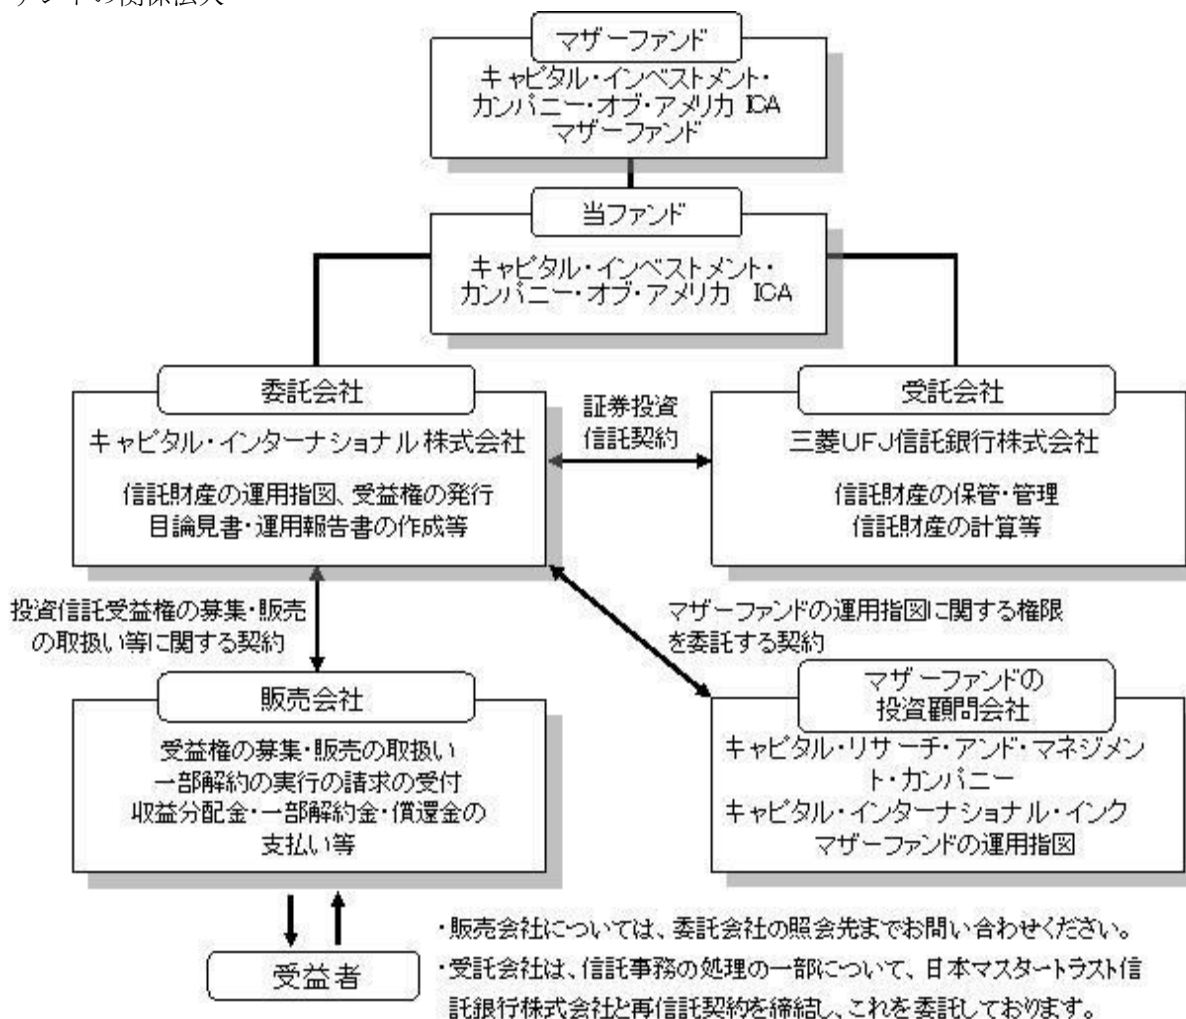 マザーファンド
キャピタル・インベストメント・
カンパニー・オブ・アメリカ ICA
マザーファンド
当ファンド
キャピタル・インベストメント・
カンパニー・オブ・アメリカ ICA
委託会社
キャピタル・インターナショナル株式会社
信託財産の運用指図、受益権の発行
目論見書・運用報告書の作成等
証券投資
信託契約
受託会社
三菱UFJ信託銀行株式会社
信託財産の保管・管理
信託財産の計算等
投資信託受益権の募集・販売
の取扱い等に関する契約
マザーファンドの運用指図に関する権限
を委託する契約
販売会社
受益権の募集・販売の取扱い
一部解約の実行の請求の受付
収益分配金・一部解約金・償還金の
支払い等
マザーファンドの
投資顧問会社
キャピタル・リサーチ・アンド・マネジメン
ト・カンパニー
キャピタル・インターナショナル・インク
マザーファンドの運用指図
受益者
・販売会社については、委託会社の照会先までお問い合わせください。
・受託会社は、信託事務の処理の一部について、日本マスタートラスト信
託銀行株式会社と再信託契約を締結し、これを委託しております。